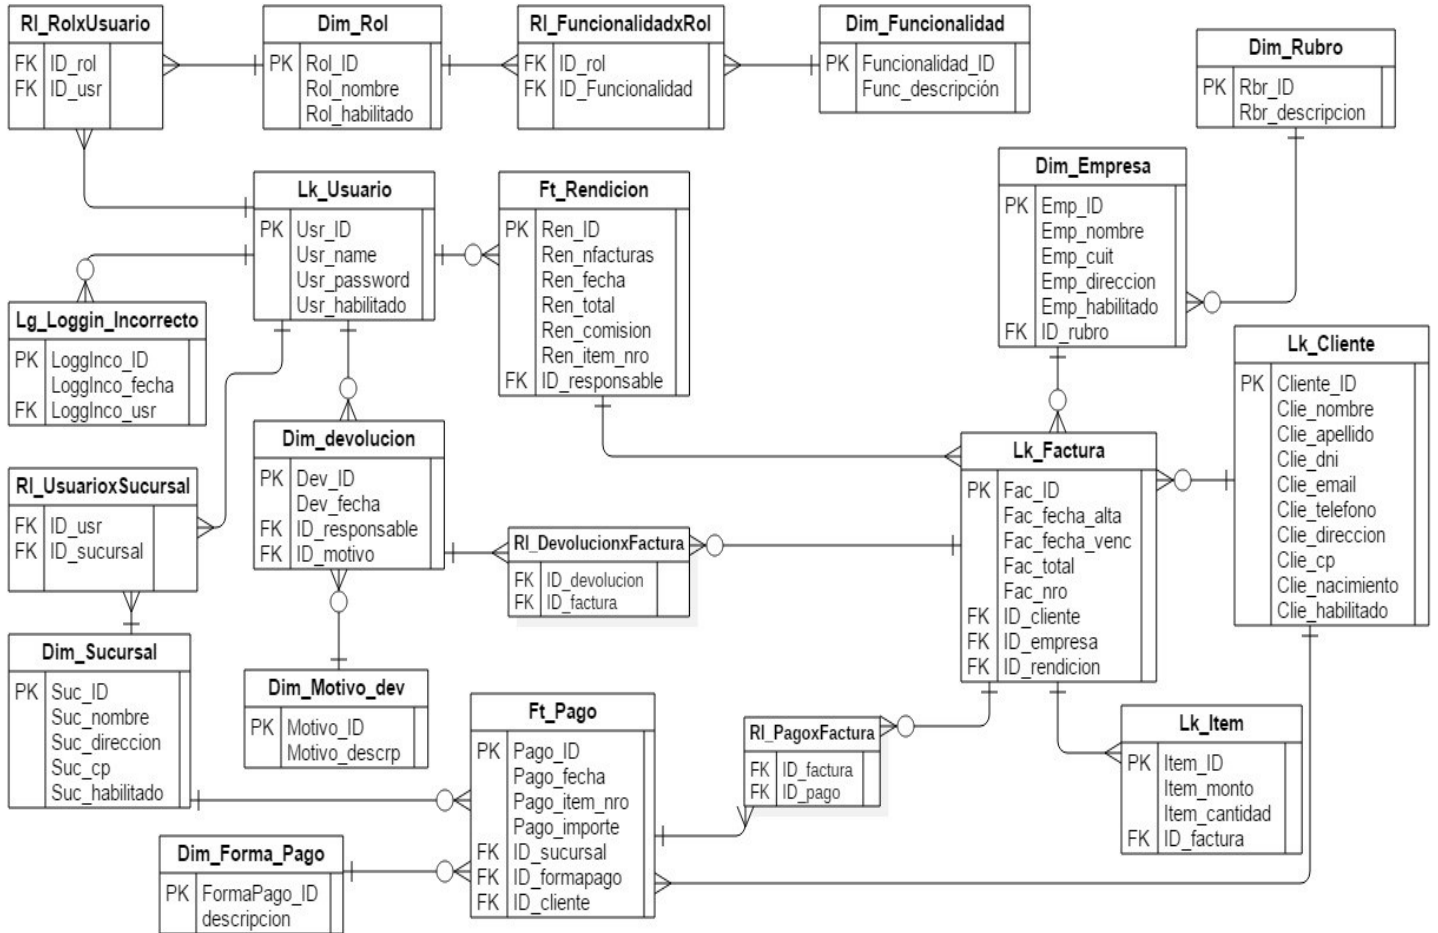 Rl_RolxUsuario
FK ID_rol
FK ID_usr
Dim_Rol
PK Rol_ID
Rol_nombre
Rol_habilitado
Rl_FuncionalidadxRol
FK ID_rol
FK ID_Funcionalidad
Dim_Funcionalidad
PK Funcionalidad_ID
Func_descripción
Dim_Rubro
PK Rbr_ID
Rbr_descripcion
Lk_Usuario
PK Usr_ID
Usr_name
Usr_password
Usr_habilitado
Ft_Rendicion
PK Ren_ID
Ren_nfacturas
Ren_fecha
Ren_total
Ren_comision
Ren_item_nro
FK ID_responsable
Dim_Empresa
PK Emp_ID
Emp_nombre
Emp_cuit
Emp_direccion
Emp_habilitado
FK ID_rubro
Lg_Loggin_Incorrecto
PK LoggInco_ID
LoggInco_fecha
FK LoggInco_usr
Lk_Cliente
PK Cliente_ID
Clie_nombre
Clie_apellido
Clie_dni
Clie_email
Clie_telefono
Clie_direccion
Clie_cp
Clie_nacimiento
Clie_habilitado
Dim_devolucion
PK Dev_ID
Dev_fecha
FK ID_responsable
FK ID_motivo
Lk_Factura
PK Fac_ID
Fac_fecha_alta
Fac_fecha_venc
Fac_total
Fac_nro
FK ID_cliente
FK ID_empresa
FK ID_rendicion
Rl_UsuarioxSucursal
FK ID_usr
FK ID_sucursal
Rl_DevolucionxFactura
FK ID_devolucion
FK ID_factura
Dim_Sucursal
PK Suc_ID
Suc_nombre
Suc_direccion
Suc_cp
Suc_habilitado
Dim_Motivo_dev
PK Motivo_ID
Motivo_descrp
Ft_Pago
PK Pago_ID
Pago_fecha
Pago_item_nro
Pago_importe
FK ID_sucursal
FK ID_formapago
FK ID_cliente
Rl_PagoxFactura
FK ID_factura
FK ID_pago
Lk_Item
PK Item_ID
Item_monto
Item_cantidad
FK ID_factura
Dim_Forma_Pago
PK FormaPago_ID
descripcion